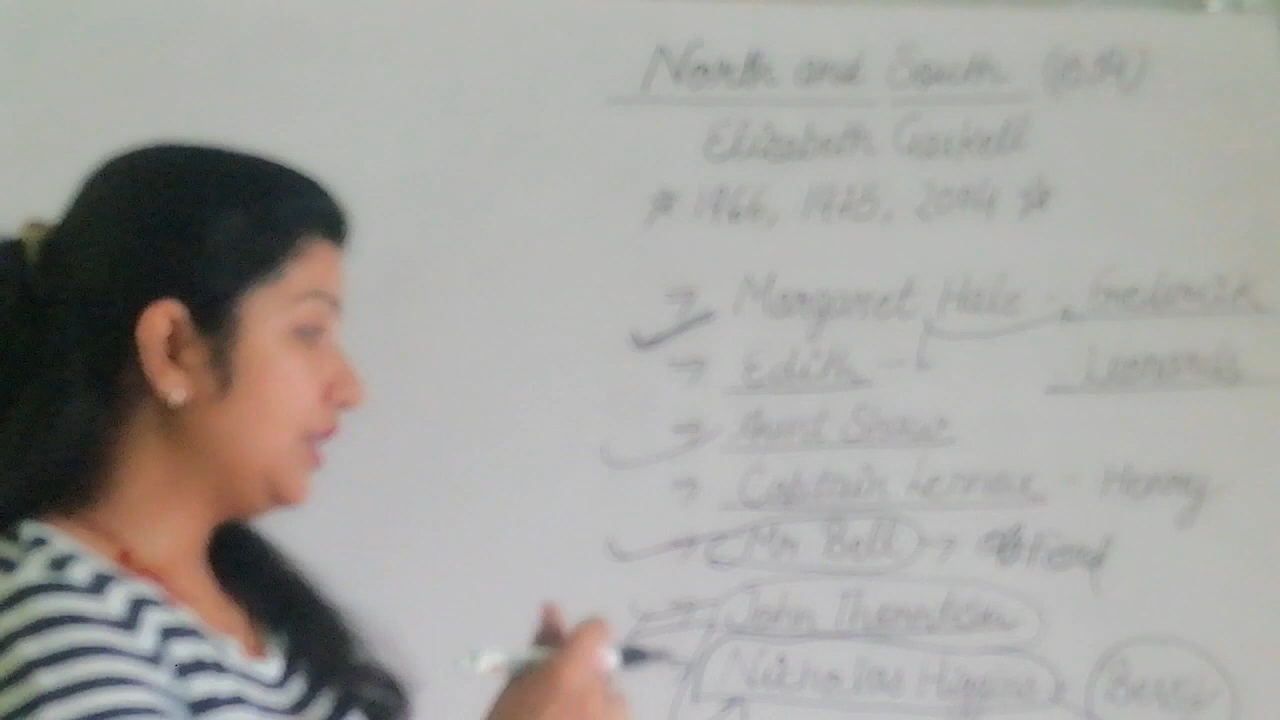 North and South (1854)
Elizabeth Gaskell
* 1966, 1975, 2004 *
→ Margaret Hale - Frederick
→ Edith - Leonards
→ Aunt Shaw
→ Captain Lennox - Henry
→ Mr Bell → friend
→ John Thornton
Nicholas Higgins Bessy